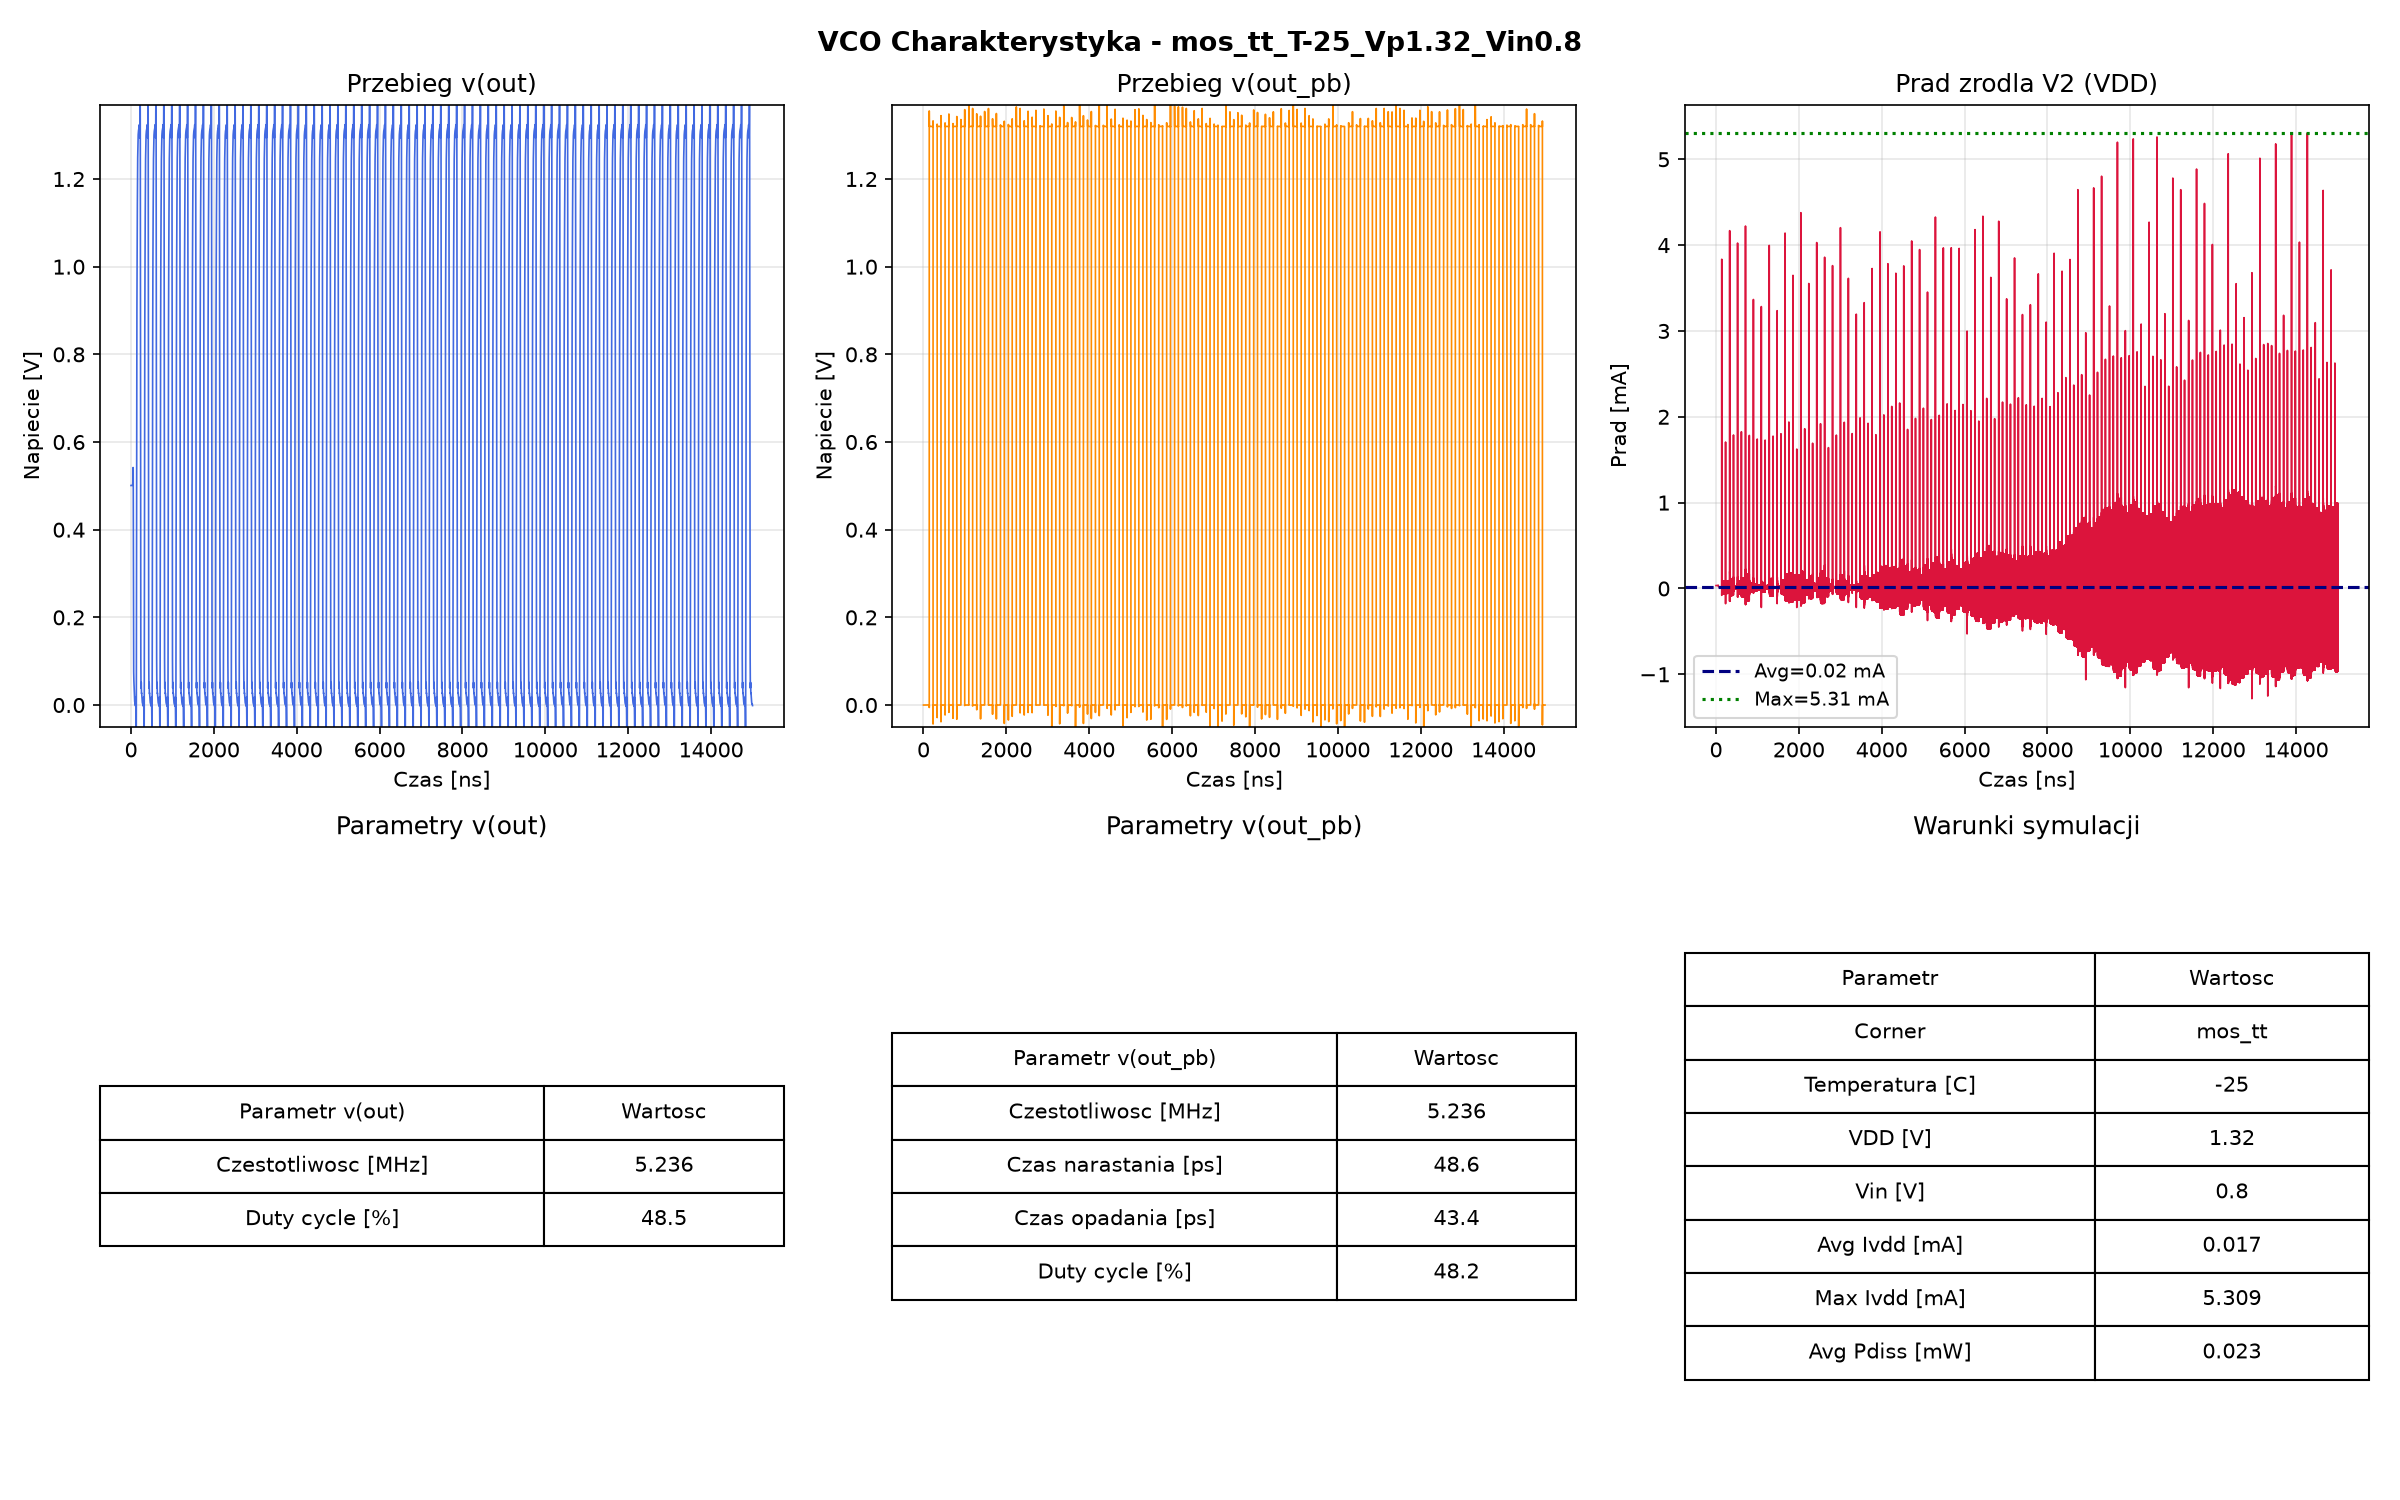 VCO Charakterystyka - mos_tt_T-25_Vp1.32_Vin0.8
Przebieg v(out)
Napiecie [V]
1.2
1.0
0.8
0.6
0.4
0.2
0.0
0 2000 4000 6000 8000 10000 12000 14000
Czas [ns]
Przebieg v(out_pb)
Napiecie [V]
1.2
1.0
0.8
0.6
0.4
0.2
0.0
0 2000 4000 6000 8000 10000 12000 14000
Czas [ns]
Prad zrodla V2 (VDD)
Prad [mA]
5
4
3
2
1
0
−1
Avg=0.02 mA
Max=5.31 mA
0 2000 4000 6000 8000 10000 12000 14000
Czas [ns]
Parametry v(out)
Parametr v(out) Wartosc
Czestotliwosc [MHz] 5.236
Duty cycle [%] 48.5
Parametry v(out_pb)
Parametr v(out_pb) Wartosc
Czestotliwosc [MHz] 5.236
Czas narastania [ps] 48.6
Czas opadania [ps] 43.4
Duty cycle [%] 48.2
Warunki symulacji
Parametr Wartosc
Corner mos_tt
Temperatura [C] -25
VDD [V] 1.32
Vin [V] 0.8
Avg Ivdd [mA] 0.017
Max Ivdd [mA] 5.309
Avg Pdiss [mW] 0.023